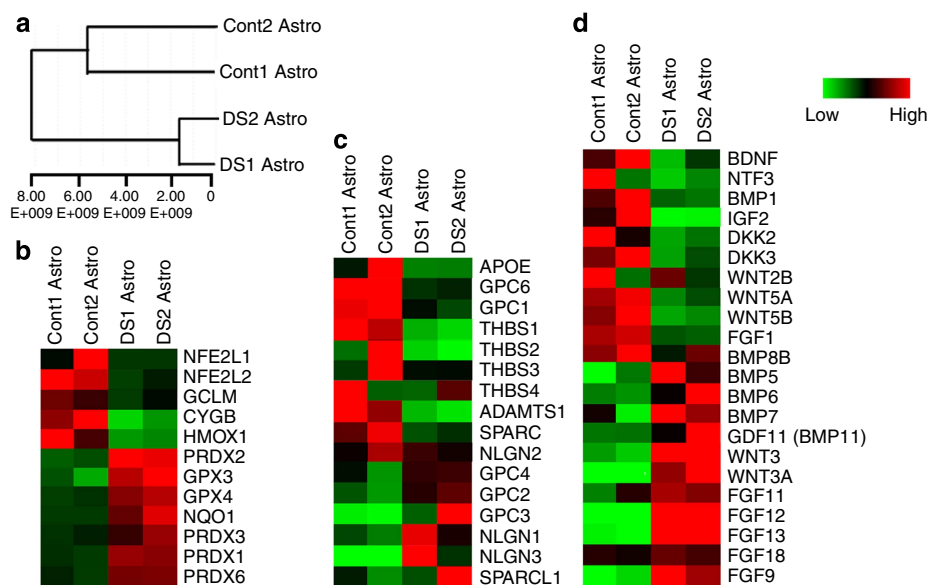 a
Cont2 Astro
Cont1 Astro
DS2 Astro
DS1 Astro
8.00 6.00 4.00 2.00 0
E+009 E+009 E+009 E+009
b
Cont1 Astro
Cont2 Astro
DS1 Astro
DS2 Astro
NFE2L1
NFE2L2
GCLM
CYGB
HMOX1
PRDX2
GPX3
GPX4
NQO1
PRDX3
PRDX1
PRDX6
c
Cont1 Astro
Cont2 Astro
DS1 Astro
DS2 Astro
APOE
GPC6
GPC1
THBS1
THBS2
THBS3
THBS4
ADAMTS1
SPARC
NLGN2
GPC4
GPC2
GPC3
NLGN1
NLGN3
SPARCL1
d
Cont1 Astro
Cont2 Astro
DS1 Astro
DS2 Astro
Low High
BDNF
NTF3
BMP1
IGF2
DKK2
DKK3
WNT2B
WNT5A
WNT5B
FGF1
BMP8B
BMP5
BMP6
BMP7
GDF11 (BMP11)
WNT3
WNT3A
FGF11
FGF12
FGF13
FGF18
FGF9